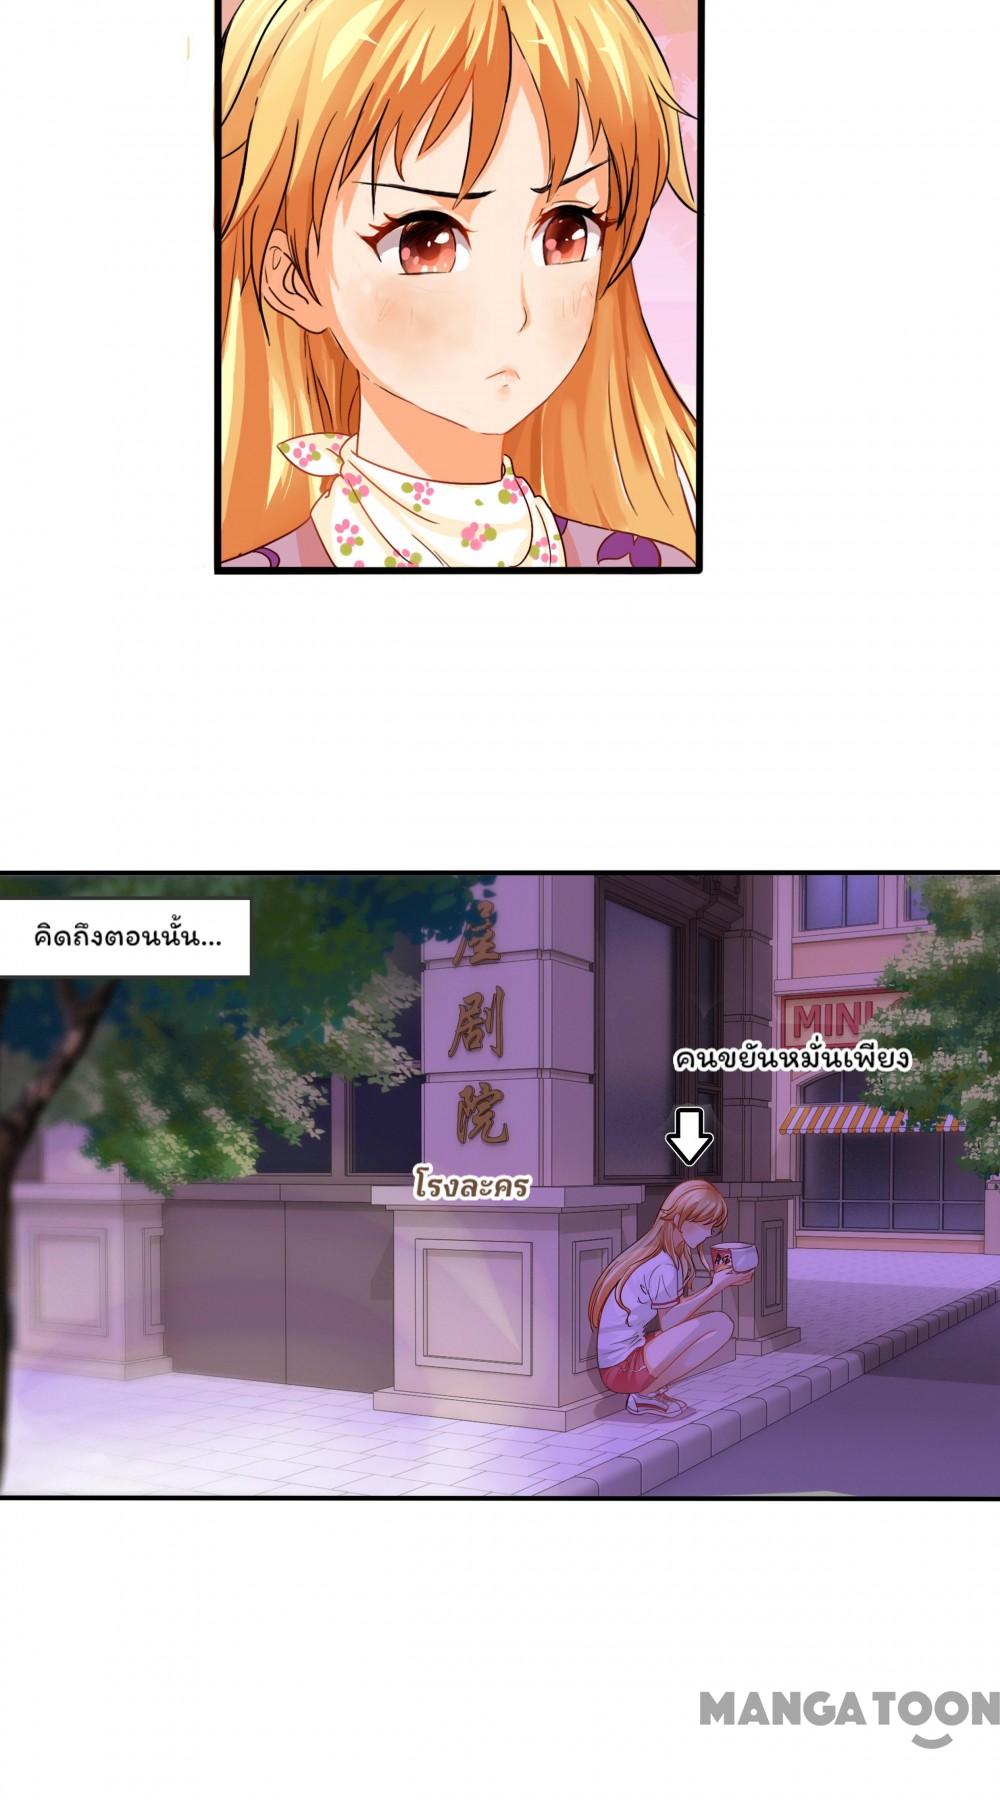 คิดถึงตอนนั้น...
剧
院
MINI
คนขยันหมั่นเพียง
โรงละคร
MANGATOON